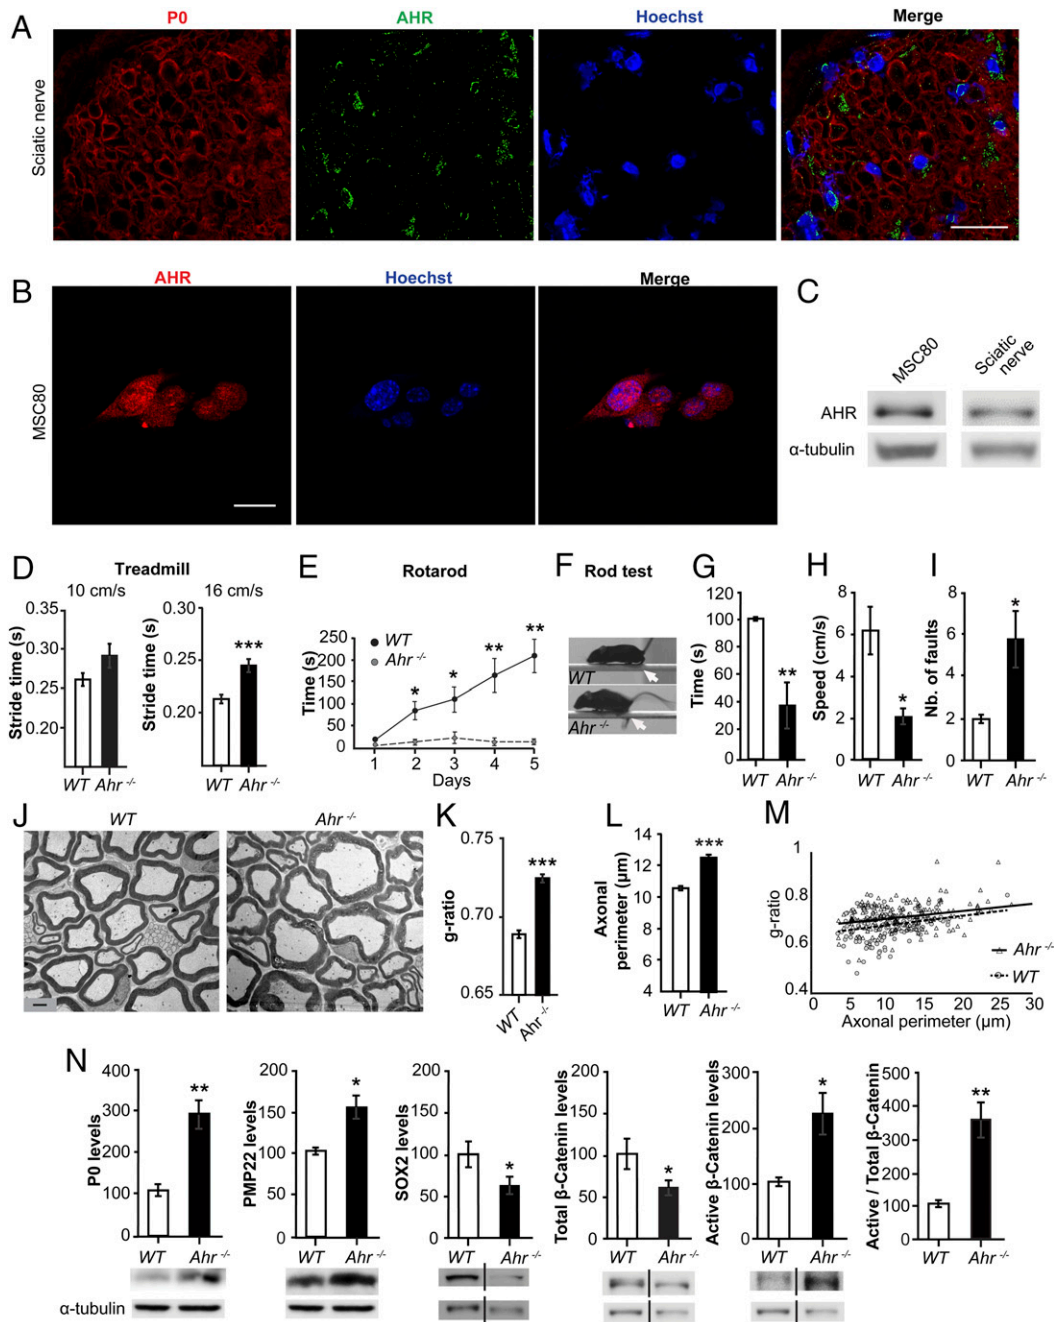 A
P0
AHR
Hoechst
Merge
Sciatic nerve
B
AHR
Hoechst
Merge
MSC80
C
MSC80
Sciatic
nerve
AHR
α-tubulin
D
Treadmill
10 cm/s
16 cm/s
Stride time (s)
0.35
0.30
0.25
0.20
WT Ahr -/-
Stride time (s)
0.30
0.25
0.20
***
WT Ahr -/-
E
Rotarod
Time (s)
250
200
150
100
50
0
WT
Ahr -/-
* * ** **
1 2 3 4 5
Days
F
Rod test
WT
Ahr -/-
G
Time (s)
120
100
80
60
40
20
0
**
WT Ahr -/-
H
Speed (cm/s)
8
6
4
2
0
*
WT Ahr -/-
I
Nb. of faults
8
6
4
2
0
*
WT Ahr -/-
J
WT
Ahr -/-
K
g-ratio
0.75
0.70
0.65
***
WT Ahr -/-
L
Axonal
perimeter (µm)
14
12
10
8
6
4
***
WT Ahr -/-
M
g-ratio
1
0.8
0.6
0.4
Ahr -/-
WT
0 5 10 15 20 25 30
Axonal perimeter (µm)
N
P0 levels
400
300
200
100
0
**
WT Ahr -/-
PMP22 levels
200
150
100
50
0
*
WT Ahr -/-
SOX2 levels
150
100
50
0
*
WT Ahr -/-
Total β-Catenin levels
150
100
50
0
*
WT Ahr -/-
Active β-Catenin levels
300
200
100
0
*
WT Ahr -/-
Active / Total β-Catenin
500
400
300
200
100
0
**
WT Ahr -/-
α-tubulin